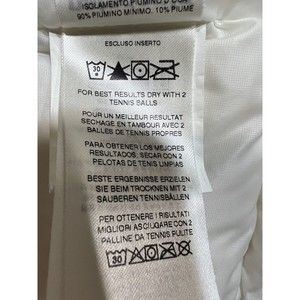 ISOLAMENTO PIUMINO D'OCA
90% PIUMINO MINIMO, 10% PIUME
ESCLUSO INSERTO
30
FOR BEST RESULTS DRY WITH 2
TENNIS BALLS
POUR UN MEILLEUR RESULTAT
SECHAGE EN TAMBOUR AVEC 2
BALLES DE TENNIS PROPRES
PARA OBTENER LOS MEJORES
RESULTADOS, SECAR CON 2
PELOTAS DE TENIS LIMPIAS
BESTE ERGEBNISSE ERZIELEN
SIE BEIM TROCKNEN MIT 2
SAUBEREN TENNISBÄLLEN
PER OTTENERE I RISULTATI
MIGLIORI ASCIUGARE CON 2
PALLINE DA TENNIS PULITE
30